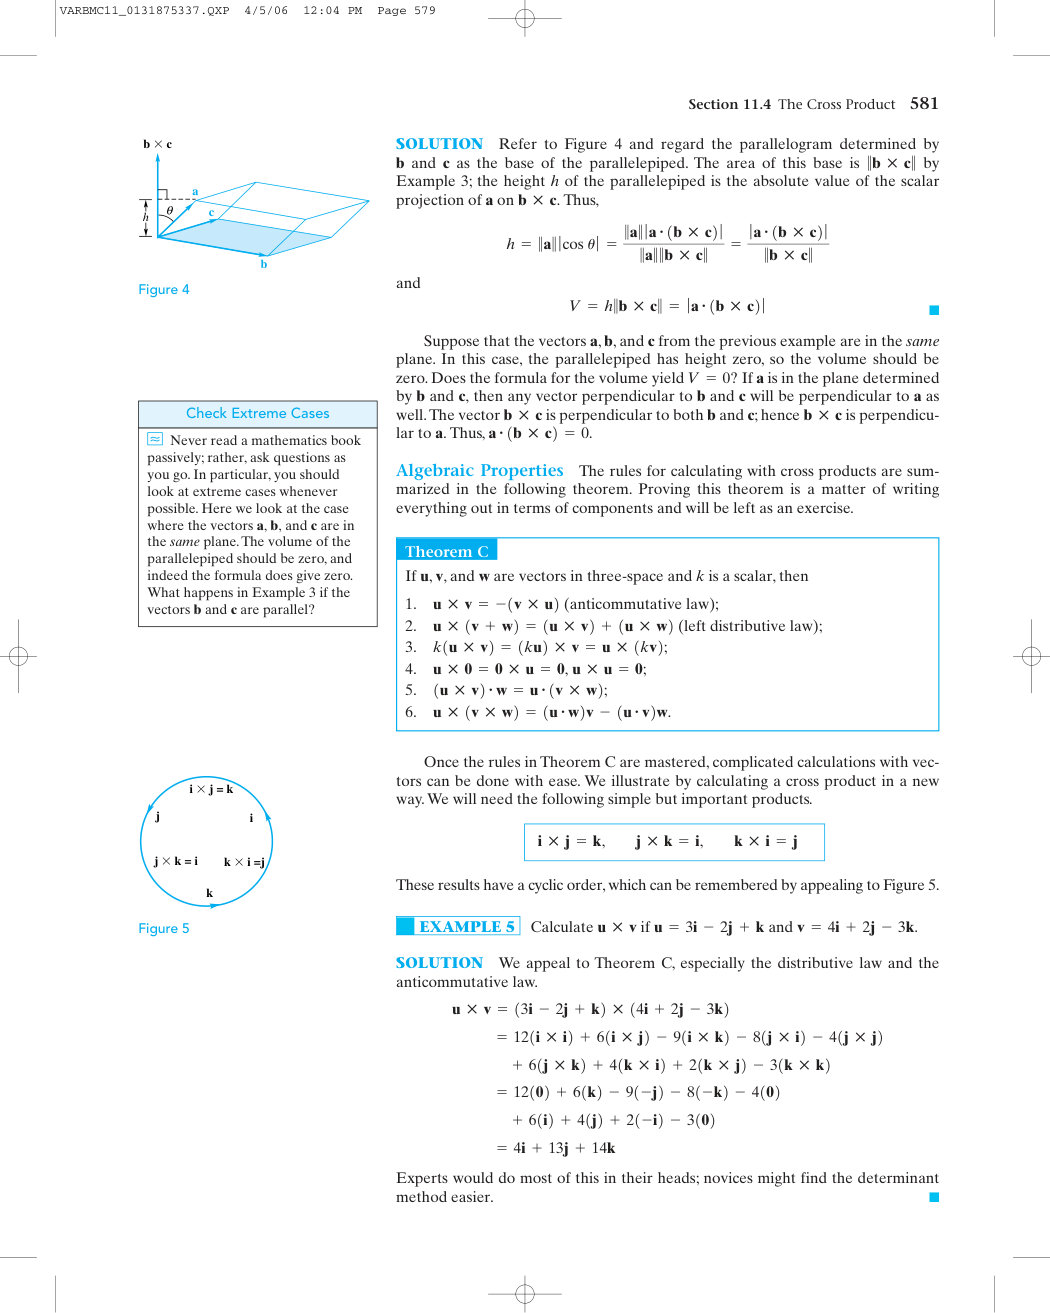 VARBMC11_0131875337.QXP 4/5/06 12:04 PM Page 579
Section 11.4 The Cross Product 581
b × c
a
θ
c
h
b
Figure 4
SOLUTION Refer to Figure 4 and regard the parallelogram determined by
b and c as the base of the parallelepiped. The area of this base is ‖b × c‖ by
Example 3; the height h of the parallelepiped is the absolute value of the scalar
projection of a on b × c. Thus,
h = ‖a‖|cos θ| = ‖a‖|a · (b × c)| / ‖a‖‖b × c‖ = |a · (b × c)| / ‖b × c‖
and
V = h‖b × c‖ = |a · (b × c)|
Suppose that the vectors a, b, and c from the previous example are in the same
plane. In this case, the parallelepiped has height zero, so the volume should be
zero. Does the formula for the volume yield V = 0? If a is in the plane determined
by b and c, then any vector perpendicular to b and c will be perpendicular to a as
well. The vector b × c is perpendicular to both b and c; hence b × c is perpendicu-
lar to a. Thus, a · (b × c) = 0.
Check Extreme Cases
≈ Never read a mathematics book
passively; rather, ask questions as
you go. In particular, you should
look at extreme cases whenever
possible. Here we look at the case
where the vectors a, b, and c are in
the same plane. The volume of the
parallelepiped should be zero, and
indeed the formula does give zero.
What happens in Example 3 if the
vectors b and c are parallel?
Algebraic Properties The rules for calculating with cross products are sum-
marized in the following theorem. Proving this theorem is a matter of writing
everything out in terms of components and will be left as an exercise.
Theorem C
If u, v, and w are vectors in three-space and k is a scalar, then
1. u × v = −(v × u) (anticommutative law);
2. u × (v + w) = (u × v) + (u × w) (left distributive law);
3. k(u × v) = (ku) × v = u × (kv);
4. u × 0 = 0 × u = 0, u × u = 0;
5. (u × v) · w = u · (v × w);
6. u × (v × w) = (u · w)v − (u · v)w.
Once the rules in Theorem C are mastered, complicated calculations with vec-
tors can be done with ease. We illustrate by calculating a cross product in a new
way. We will need the following simple but important products.
i × j = k, j × k = i, k × i = j
These results have a cyclic order, which can be remembered by appealing to Figure 5.
i × j = k
j
i
j × k = i k × i =j
k
Figure 5
EXAMPLE 5 Calculate u × v if u = 3i − 2j + k and v = 4i + 2j − 3k.
SOLUTION We appeal to Theorem C, especially the distributive law and the
anticommutative law.
u × v = (3i − 2j + k) × (4i + 2j − 3k)
= 12(i × i) + 6(i × j) − 9(i × k) − 8(j × i) − 4(j × j)
+ 6(j × k) + 4(k × i) + 2(k × j) − 3(k × k)
= 12(0) + 6(k) − 9(−j) − 8(−k) − 4(0)
+ 6(i) + 4(j) + 2(−i) − 3(0)
= 4i + 13j + 14k
Experts would do most of this in their heads; novices might find the determinant
method easier.